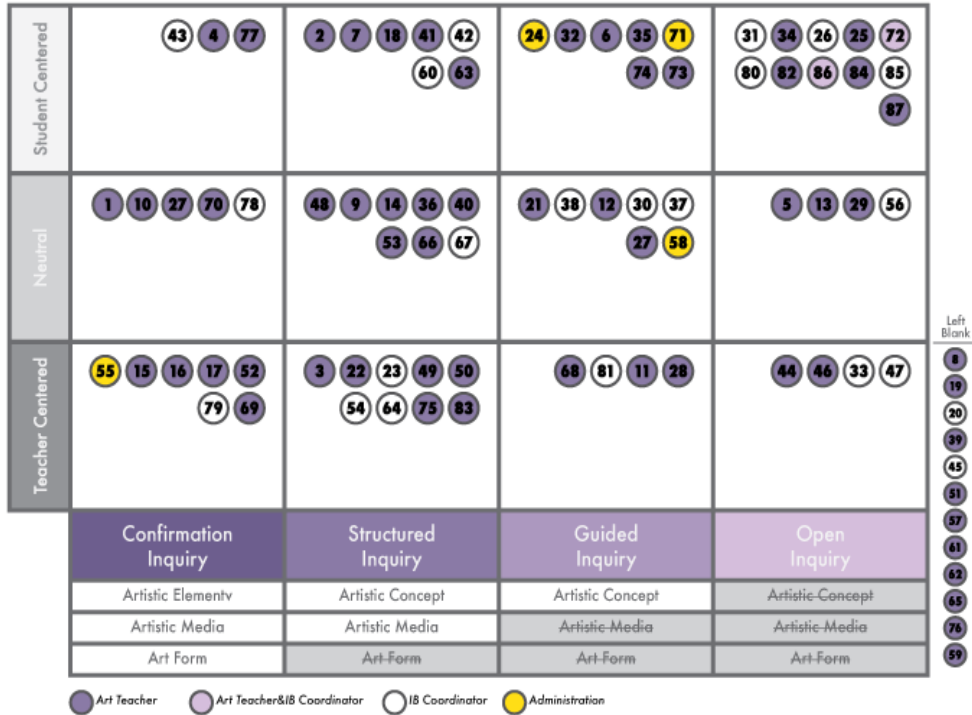 Student Centered
43 4 77
2 7 18 41 42
60 63
24 32 6 35 71
74 73
31 34 26 25 72
80 82 86 84 85
87
Neutral
1 10 27 70 78
48 9 14 36 40
53 66 67
21 38 12 30 37
27 58
5 13 29 56
Teacher Centered
55 15 16 17 52
79 69
3 22 23 49 50
54 64 75 83
68 81 11 28
44 46 33 47
Left
Blank
8
19
20
39
45
51
57
61
62
65
76
59
Confirmation
Inquiry
Structured
Inquiry
Guided
Inquiry
Open
Inquiry
Artistic Elementv
Artistic Concept
Artistic Concept
Artistic Concept
Artistic Media
Artistic Media
Artistic Media
Artistic Media
Art Form
Art Form
Art Form
Art Form
Art Teacher
Art Teacher&IB Coordinator
IB Coordinator
Administration